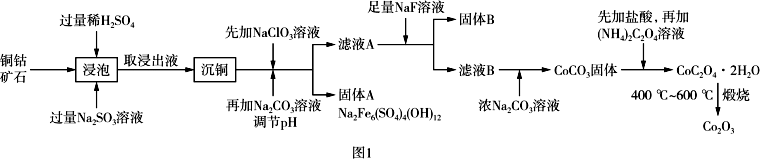 过量稀H₂SO₄
铜钴矿石
浸泡
过量Na₂SO₃溶液
取浸出液
沉铜
先加NaClO₃溶液
再加Na₂CO₃溶液
调节pH
滤液A
固体A
Na₂Fe₆(SO₄)₄(OH)₁₂
足量NaF溶液
固体B
滤液B
浓Na₂CO₃溶液
CoCO₃固体
先加盐酸，再加
(NH₄)₂C₂O₄溶液
CoC₂O₄·2H₂O
400 ℃~600 ℃
煅烧
Co₂O₃
图1